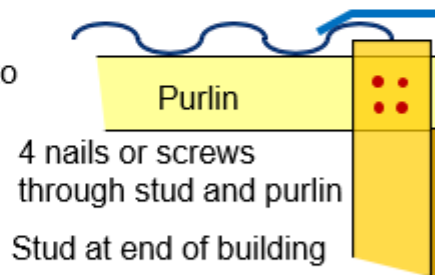 o
Purlin
4 nails or screws
through stud and purlin
Stud at end of building